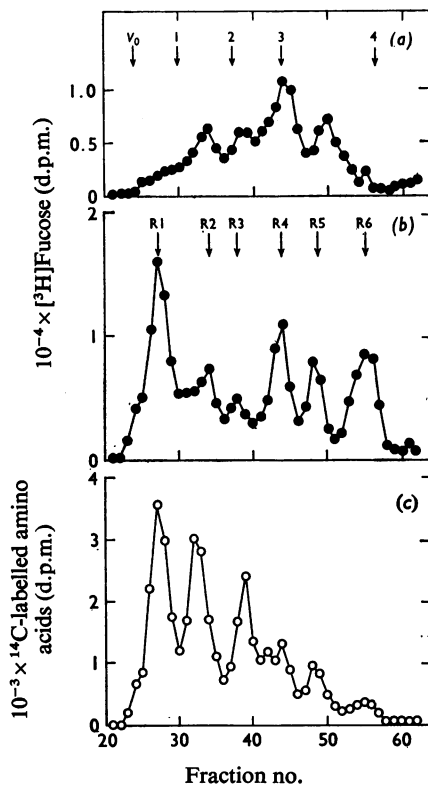 V₀ 1 2 3 4 (a)
1.0
0.5
0
10⁻⁴ × [³H]Fucose (d.p.m.)
R1 R2 R3 R4 R5 R6 (b)
2
1
0
(c)
4
3
2
1
0
10⁻³ × ¹⁴C-labelled amino
acids (d.p.m.)
20 30 40 50 60
Fraction no.